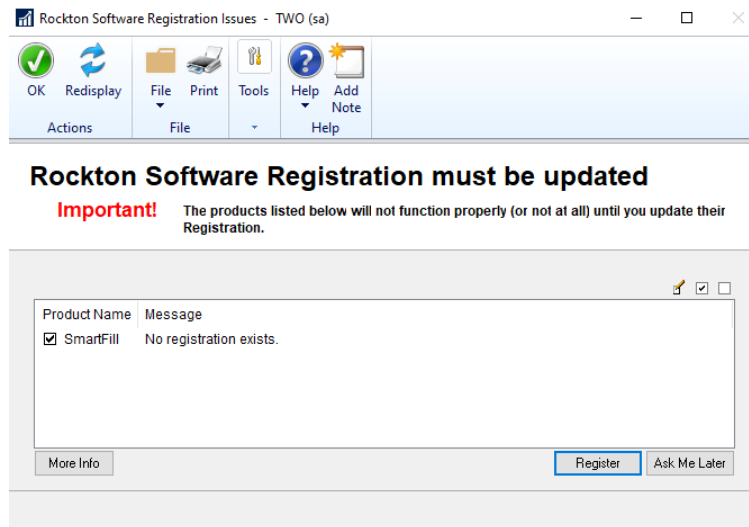 Rockton Software Registration Issues - TWO (sa)
OK Redisplay File Print Tools Help Add Note
Actions File Help
Rockton Software Registration must be updated
Important! The products listed below will not function properly (or not at all) until you update their
Registration.
Product Name Message
SmartFill No registration exists.
More Info Register Ask Me Later